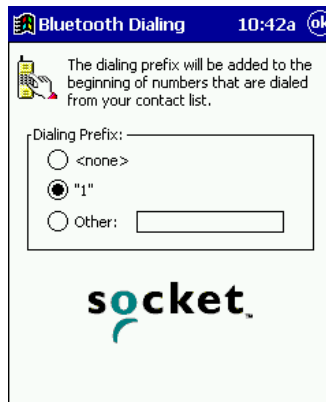 Bluetooth Dialing 10:42a ok
The dialing prefix will be added to the
beginning of numbers that are dialed
from your contact list.
Dialing Prefix:
<none>
"1"
Other:
socket™